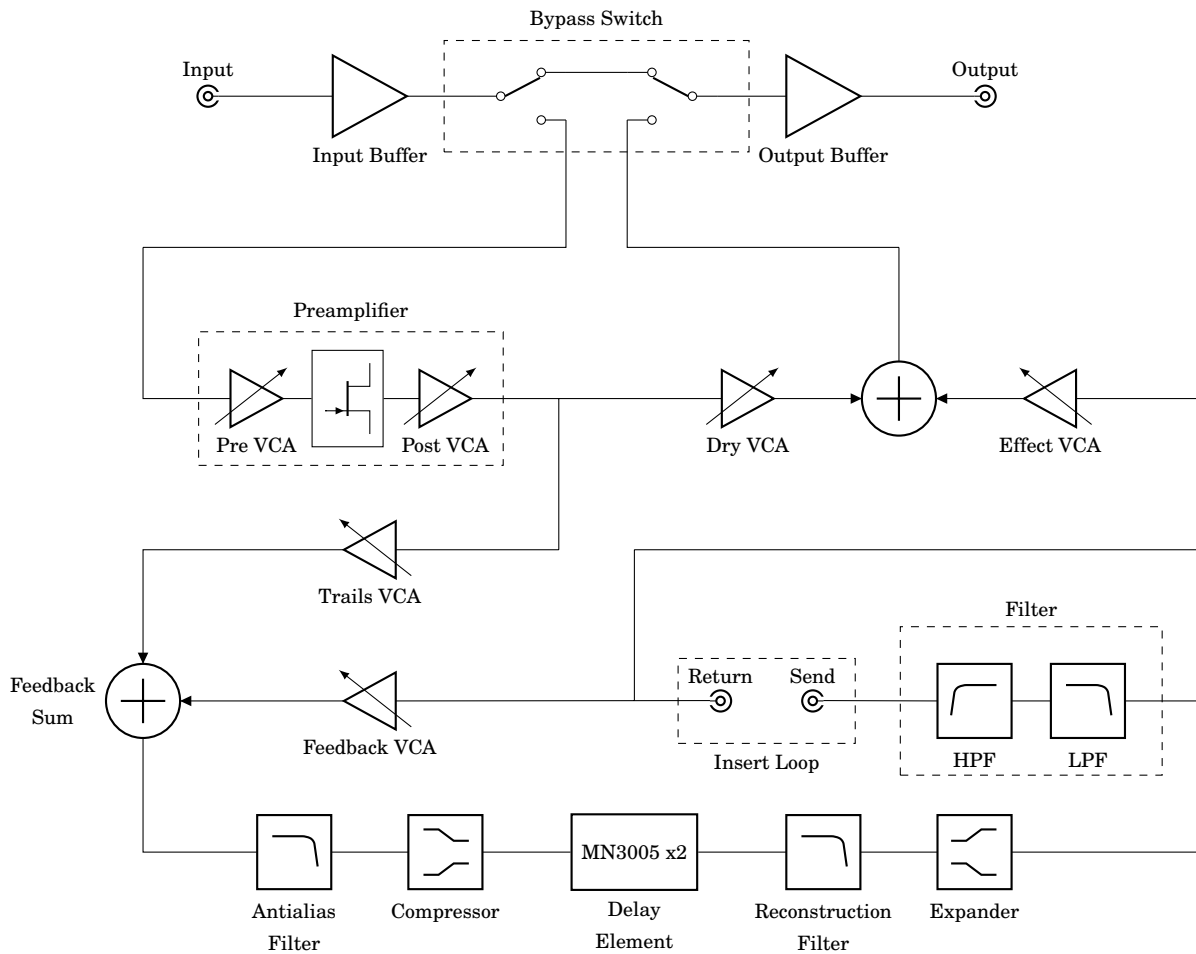 Bypass Switch
Input
Output
Input Buffer
Output Buffer
Preamplifier
Pre VCA
Post VCA
Dry VCA
Effect VCA
Trails VCA
Filter
Feedback
Sum
Return
Send
Feedback VCA
Insert Loop
HPF
LPF
MN3005 x2
Antialias
Filter
Compressor
Delay
Element
Reconstruction
Filter
Expander